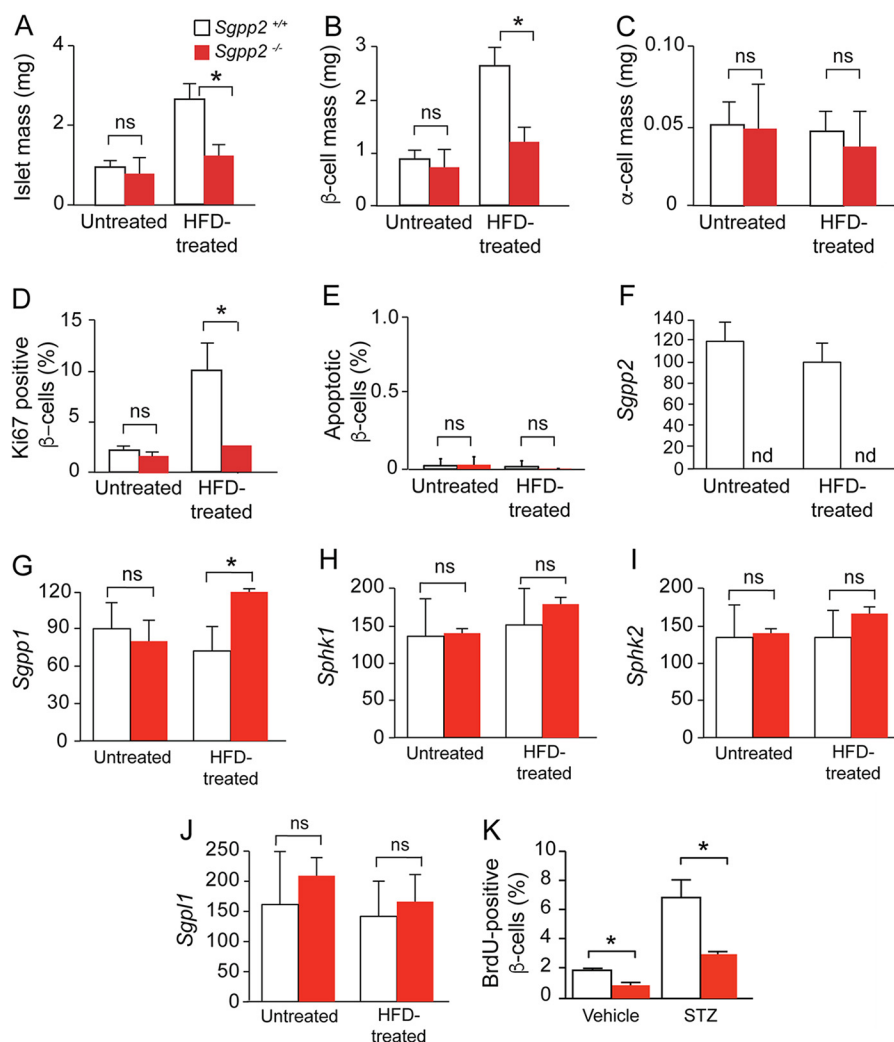 A
Sgpp2 +/+
Sgpp2 -/-
Islet mass (mg)
4
2
0
ns
*
Untreated
HFD-
treated
B
β-cell mass (mg)
3
2
1
0
ns
*
Untreated
HFD-
treated
C
α-cell mass (mg)
0.10
0.05
0
ns
ns
Untreated
HFD-
treated
D
Ki67 positive
β-cells (%)
15
10
5
0
ns
*
Untreated
HFD-
treated
E
Apoptotic
β-cells (%)
1.0
0.5
0
ns
ns
Untreated
HFD-
treated
F
Sgpp2
140
120
100
80
60
40
20
0
nd
nd
Untreated
HFD-
treated
G
Sgpp1
120
90
60
30
0
ns
*
Untreated
HFD-
treated
H
Sphk1
200
150
100
50
0
ns
ns
Untreated
HFD-
treated
I
Sphk2
200
150
100
50
0
ns
ns
Untreated
HFD-
treated
J
Sgpl1
250
200
150
100
50
0
ns
ns
Untreated
HFD-
treated
K
BrdU-positive
β-cells (%)
10
8
6
4
2
0
*
*
Vehicle
STZ